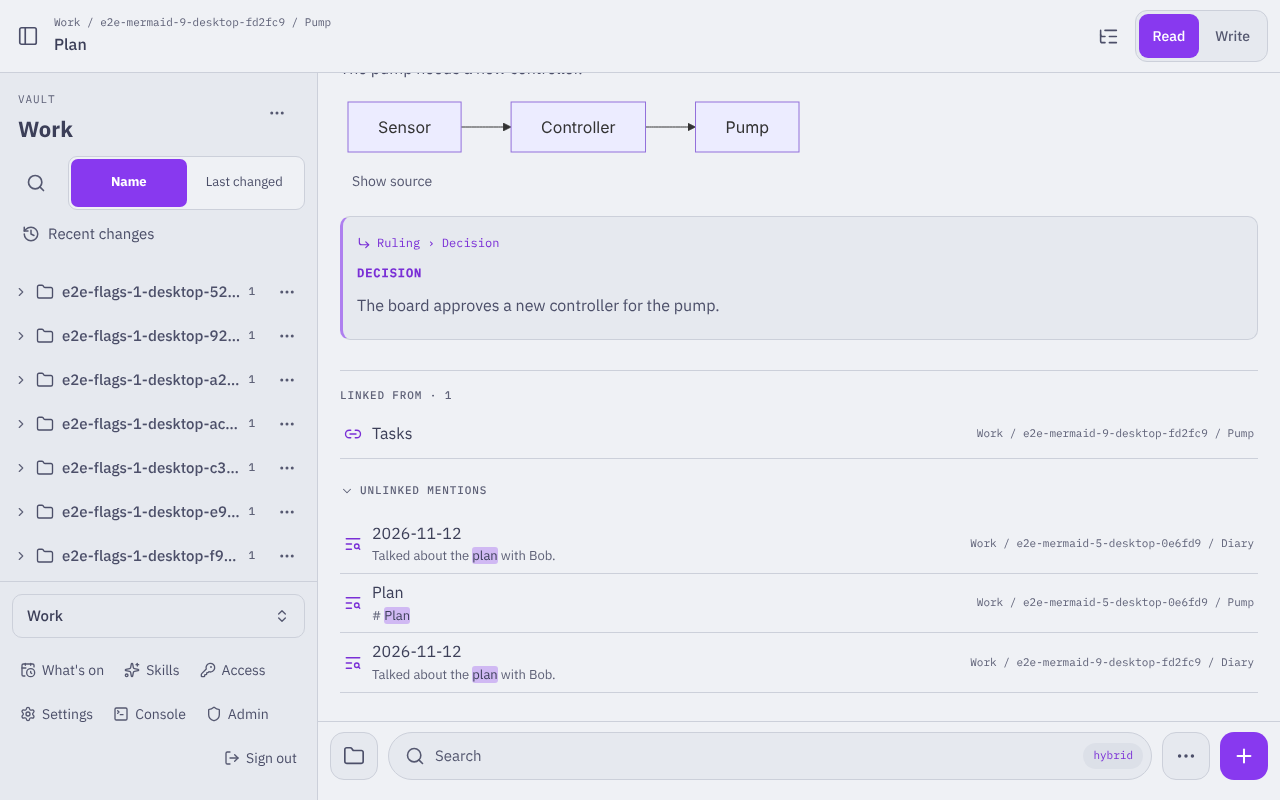 Work / e2e-mermaid-9-desktop-fd2fc9 / Pump
Plan
Read
Write
VAULT
Work
Name
Last changed
Recent changes
e2e-flags-1-desktop-52… 1
e2e-flags-1-desktop-92… 1
e2e-flags-1-desktop-a2… 1
e2e-flags-1-desktop-ac… 1
e2e-flags-1-desktop-c3… 1
e2e-flags-1-desktop-e9… 1
e2e-flags-1-desktop-f9… 1
Work
What's on
Skills
Access
Settings
Console
Admin
Sign out
The pump needs a new controller.
Sensor
Controller
Pump
Show source
Ruling › Decision
DECISION
The board approves a new controller for the pump.
LINKED FROM · 1
Tasks
Work / e2e-mermaid-9-desktop-fd2fc9 / Pump
UNLINKED MENTIONS
2026-11-12
Talked about the plan with Bob.
Work / e2e-mermaid-5-desktop-0e6fd9 / Diary
Plan
# Plan
Work / e2e-mermaid-5-desktop-0e6fd9 / Pump
2026-11-12
Talked about the plan with Bob.
Work / e2e-mermaid-9-desktop-fd2fc9 / Diary
Search
hybrid